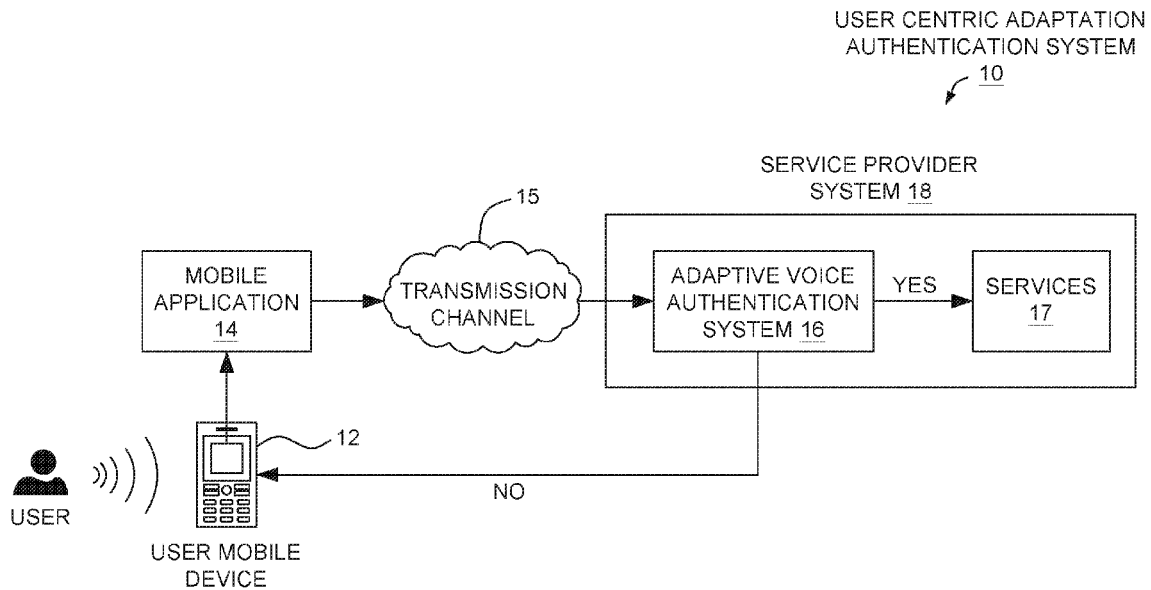 USER CENTRIC ADAPTATION
AUTHENTICATION SYSTEM
10
SERVICE PROVIDER
SYSTEM 18
15
MOBILE
APPLICATION
14
TRANSMISSION
CHANNEL
ADAPTIVE VOICE
AUTHENTICATION
SYSTEM 16
YES
SERVICES
17
12
NO
USER
USER MOBILE
DEVICE